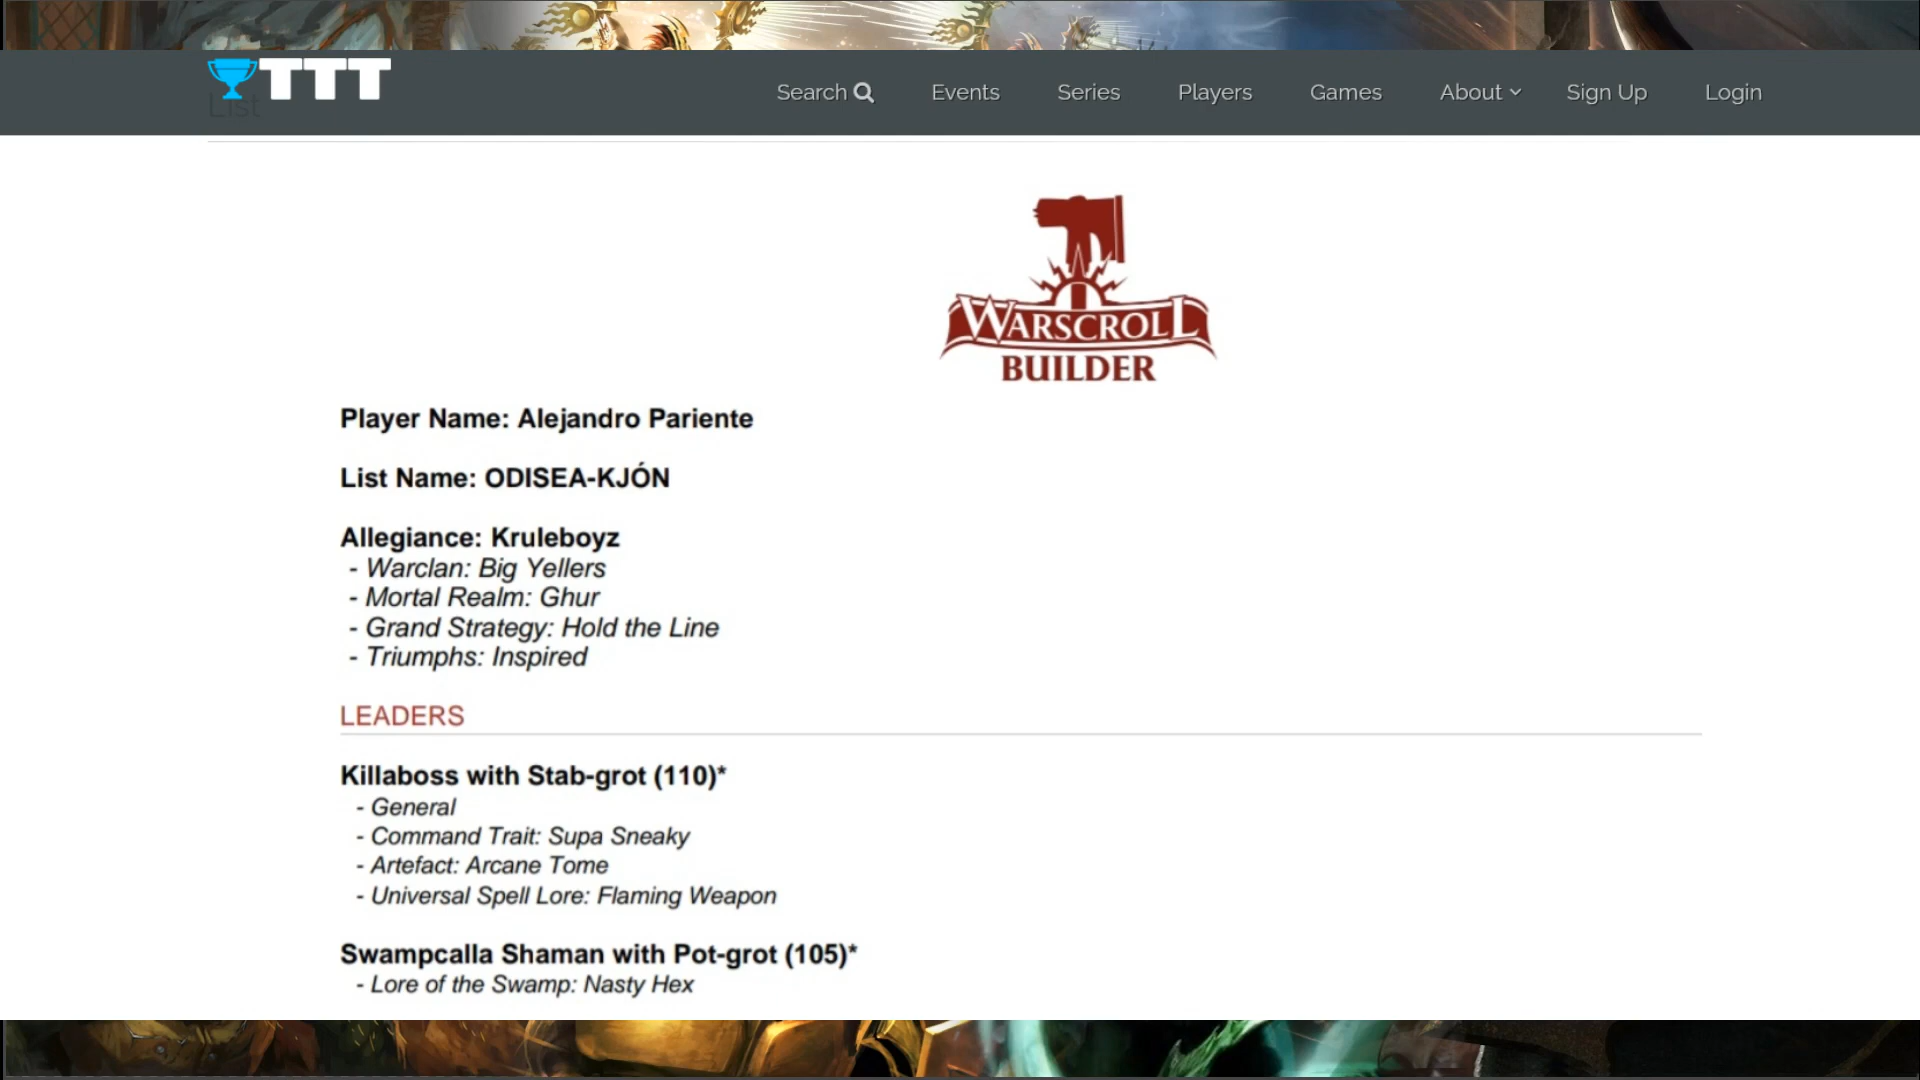 TTT
List
Search Events Series Players Games About Sign Up Login
WARSCROLL
BUILDER
Player Name: Alejandro Pariente
List Name: ODISEA-KJÓN
Allegiance: Kruleboyz
- Warclan: Big Yellers
- Mortal Realm: Ghur
- Grand Strategy: Hold the Line
- Triumphs: Inspired
LEADERS
Killaboss with Stab-grot (110)*
- General
- Command Trait: Supa Sneaky
- Artefact: Arcane Tome
- Universal Spell Lore: Flaming Weapon
Swampcalla Shaman with Pot-grot (105)*
- Lore of the Swamp: Nasty Hex